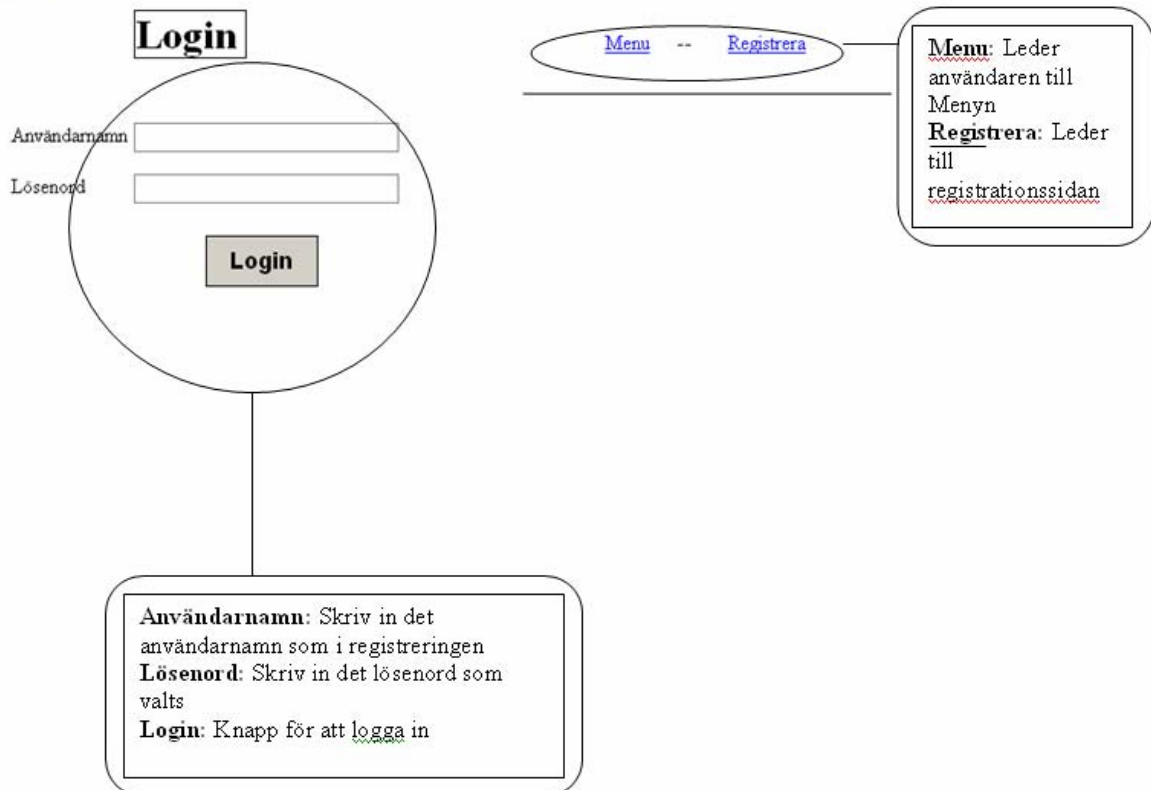 Login
Användarnamn
Lösenord
Login
Menu -- Registrera
Menu: Leder
användaren till
Menyn
Registrera: Leder
till
registrationssidan
Användarnamn: Skriv in det
användarnamn som i registreringen
Lösenord: Skriv in det lösenord som
valts
Login: Knapp för att logga in